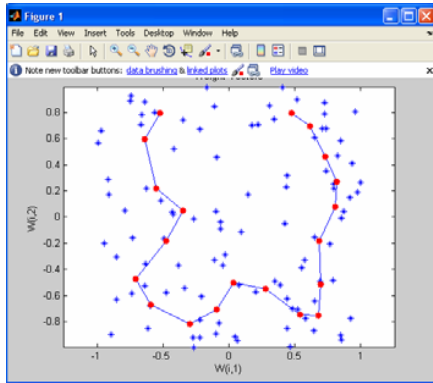 Figure 1
File Edit View Insert Tools Desktop Window Help
Note new toolbar buttons: data brushing & linked plots Play video
Weight Vectors
0.8
0.6
0.4
0.2
0
-0.2
-0.4
-0.6
-0.8
W(i,2)
-1 -0.5 0 0.5 1
W(i,1)